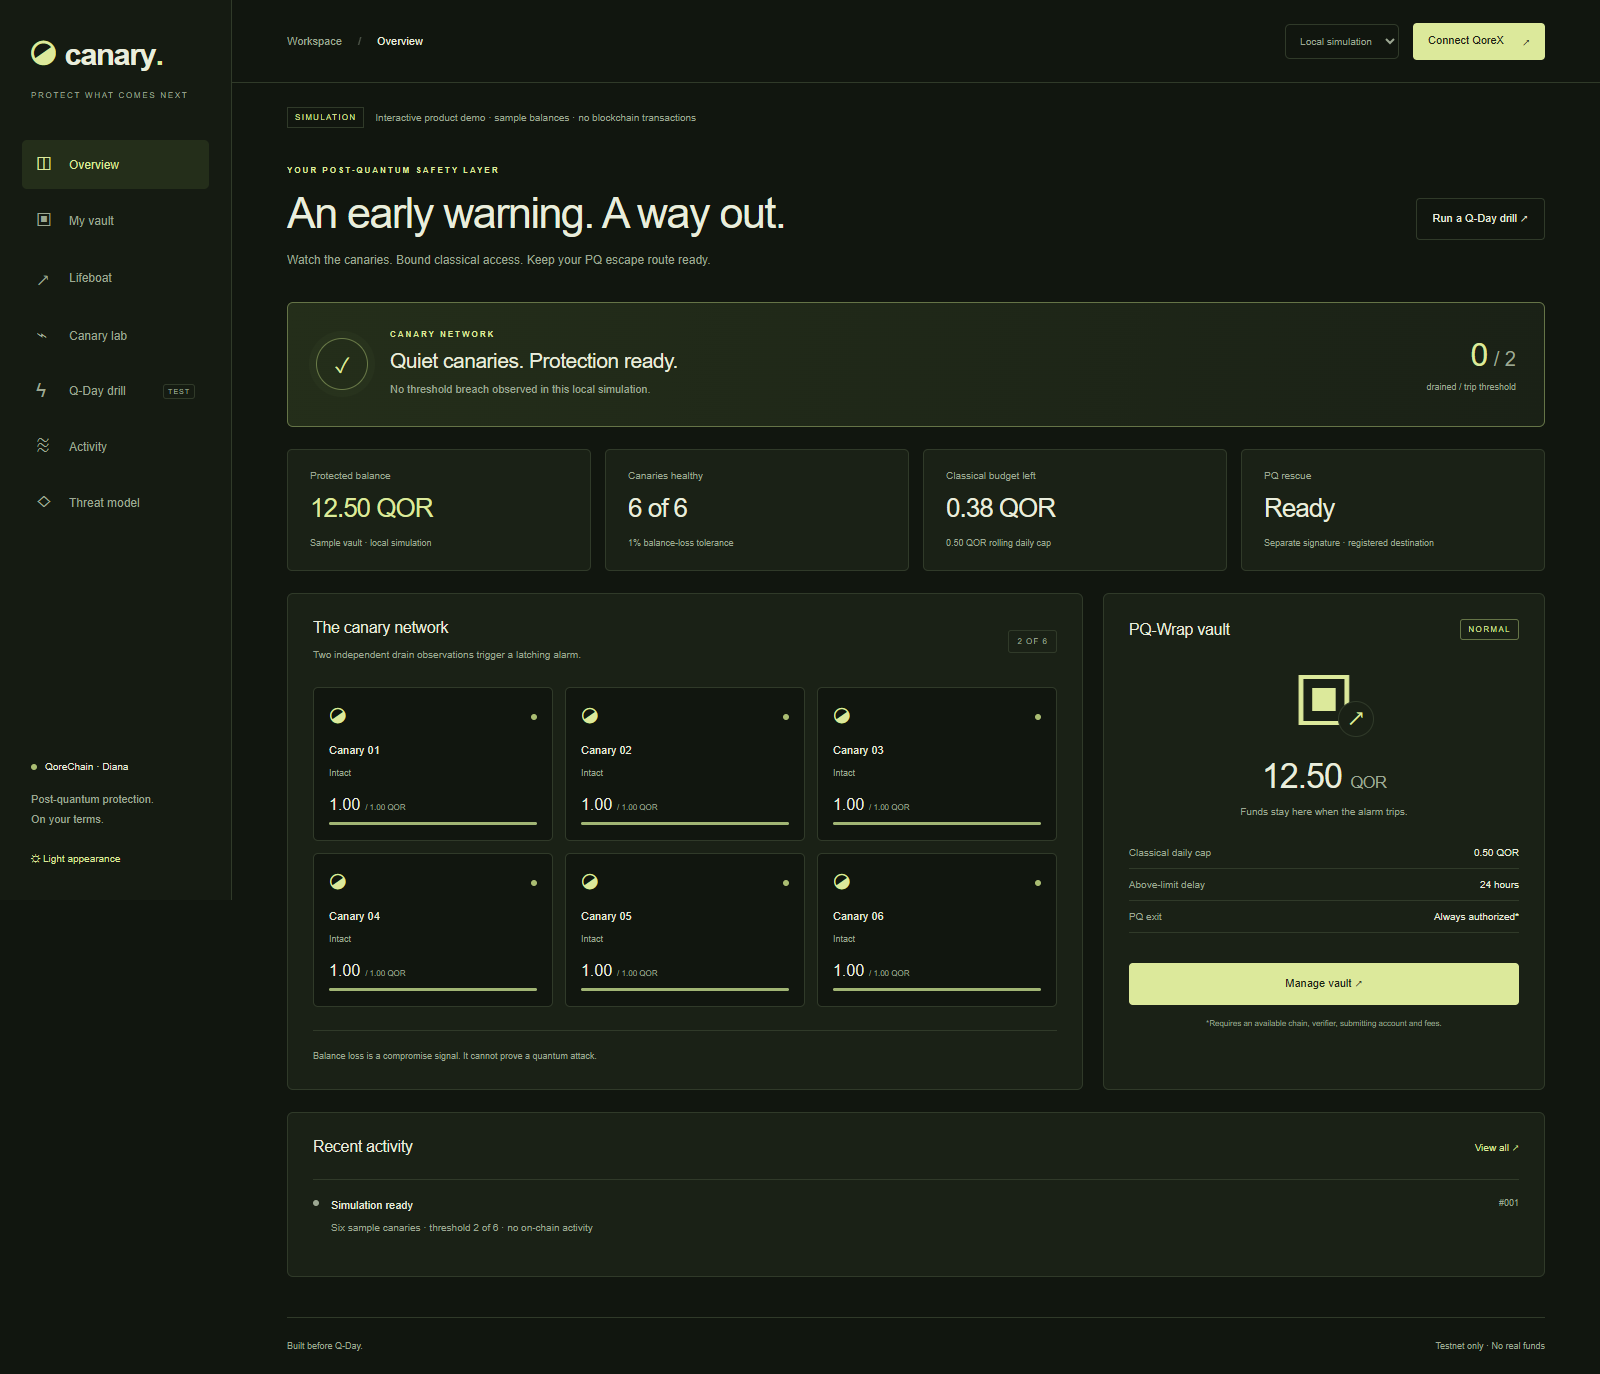 canary.
PROTECT WHAT COMES NEXT
Overview
My vault
Lifeboat
Canary lab
Q-Day drill TEST
Activity
Threat model
QoreChain · Diana
Post-quantum protection.
On your terms.
Light appearance
Workspace / Overview
Local simulation
Connect QoreX ↗
SIMULATION Interactive product demo · sample balances · no blockchain transactions
YOUR POST-QUANTUM SAFETY LAYER
An early warning. A way out.
Watch the canaries. Bound classical access. Keep your PQ escape route ready.
Run a Q-Day drill ↗
CANARY NETWORK
Quiet canaries. Protection ready.
No threshold breach observed in this local simulation.
0 / 2
drained / trip threshold
Protected balance
12.50 QOR
Sample vault · local simulation
Canaries healthy
6 of 6
1% balance-loss tolerance
Classical budget left
0.38 QOR
0.50 QOR rolling daily cap
PQ rescue
Ready
Separate signature · registered destination
The canary network
Two independent drain observations trigger a latching alarm.
2 OF 6
Canary 01
Intact
1.00 / 1.00 QOR
Canary 02
Intact
1.00 / 1.00 QOR
Canary 03
Intact
1.00 / 1.00 QOR
Canary 04
Intact
1.00 / 1.00 QOR
Canary 05
Intact
1.00 / 1.00 QOR
Canary 06
Intact
1.00 / 1.00 QOR
Balance loss is a compromise signal. It cannot prove a quantum attack.
PQ-Wrap vault
NORMAL
12.50 QOR
Funds stay here when the alarm trips.
Classical daily cap 0.50 QOR
Above-limit delay 24 hours
PQ exit Always authorized*
Manage vault ↗
*Requires an available chain, verifier, submitting account and fees.
Recent activity
View all ↗
Simulation ready
#001
Six sample canaries · threshold 2 of 6 · no on-chain activity
Built before Q-Day.
Testnet only · No real funds